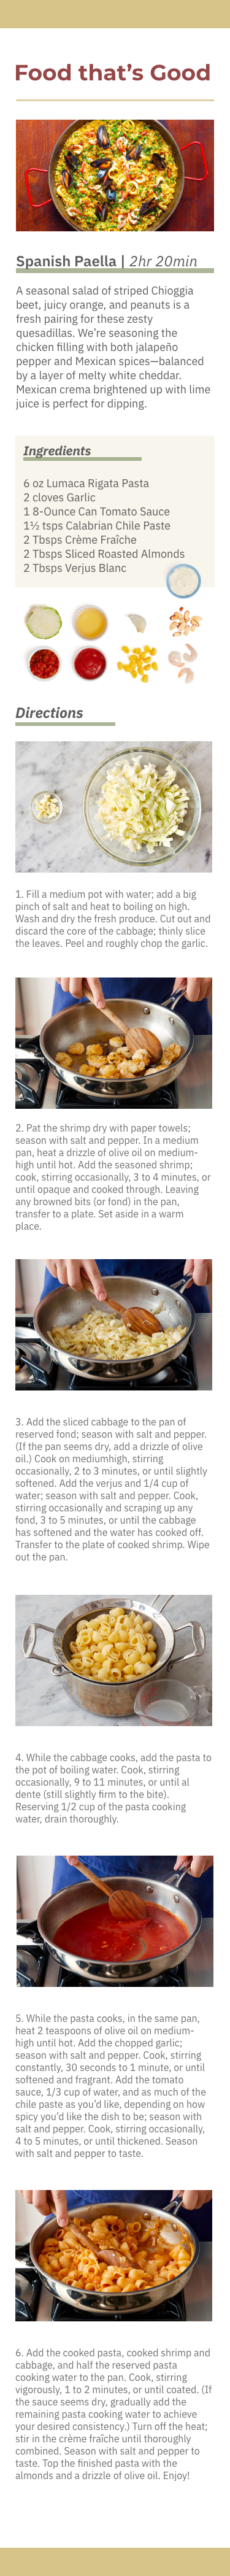 Food that's Good
Spanish Paella | 2hr 20min
A seasonal salad of striped Chioggia
beet, juicy orange, and peanuts is a
fresh pairing for these zesty
quesadillas. We're seasoning the
chicken filling with both jalapeño
pepper and Mexican spices—balanced
by a layer of melty white cheddar.
Mexican crema brightened up with lime
juice is perfect for dipping.
Ingredients
6 oz Lumaca Rigata Pasta
2 cloves Garlic
1 8-Ounce Can Tomato Sauce
1½ tsps Calabrian Chile Paste
2 Tbsps Crème Fraîche
2 Tbsps Sliced Roasted Almonds
2 Tbsps Verjus Blanc
Directions
1. Fill a medium pot with water; add a big
pinch of salt and heat to boiling on high.
Wash and dry the fresh produce. Cut out and
discard the core of the cabbage; thinly slice
the leaves. Peel and roughly chop the garlic.
2. Pat the shrimp dry with paper towels;
season with salt and pepper. In a medium
pan, heat a drizzle of olive oil on medium-
high until hot. Add the seasoned shrimp;
cook, stirring occasionally, 3 to 4 minutes, or
until opaque and cooked through. Leaving
any browned bits (or fond) in the pan,
transfer to a plate. Set aside in a warm
place.
3. Add the sliced cabbage to the pan of
reserved fond; season with salt and pepper.
(If the pan seems dry, add a drizzle of olive
oil.) Cook on mediumhigh, stirring
occasionally, 2 to 3 minutes, or until slightly
softened. Add the verjus and 1/4 cup of
water; season with salt and pepper. Cook,
stirring occasionally and scraping up any
fond, 3 to 5 minutes, or until the cabbage
has softened and the water has cooked off.
Transfer to the plate of cooked shrimp. Wipe
out the pan.
4. While the cabbage cooks, add the pasta to
the pot of boiling water. Cook, stirring
occasionally, 9 to 11 minutes, or until al
dente (still slightly firm to the bite).
Reserving 1/2 cup of the pasta cooking
water, drain thoroughly.
5. While the pasta cooks, in the same pan,
heat 2 teaspoons of olive oil on medium-
high until hot. Add the chopped garlic;
season with salt and pepper. Cook, stirring
constantly, 30 seconds to 1 minute, or until
softened and fragrant. Add the tomato
sauce, 1/3 cup of water, and as much of the
chile paste as you'd like, depending on how
spicy you'd like the dish to be; season with
salt and pepper. Cook, stirring occasionally,
4 to 5 minutes, or until thickened. Season
with salt and pepper to taste.
6. Add the cooked pasta, cooked shrimp and
cabbage, and half the reserved pasta
cooking water to the pan. Cook, stirring
vigorously, 1 to 2 minutes, or until coated. (If
the sauce seems dry, gradually add the
remaining pasta cooking water to achieve
your desired consistency.) Turn off the heat;
stir in the crème fraîche until thoroughly
combined. Season with salt and pepper to
taste. Top the finished pasta with the
almonds and a drizzle of olive oil. Enjoy!